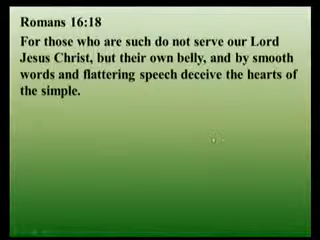 Romans 16:18
For those who are such do not serve our Lord
Jesus Christ, but their own belly, and by smooth
words and flattering speech deceive the hearts of
the simple.